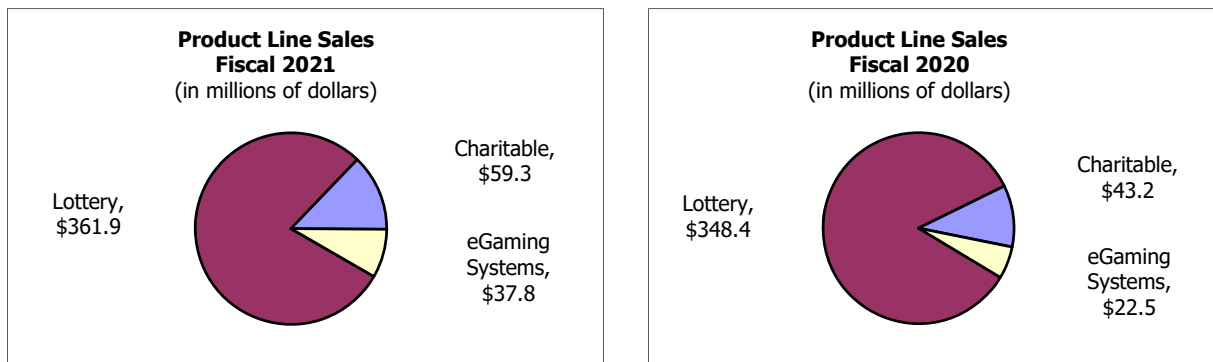 Product Line Sales
Fiscal 2021
(in millions of dollars)
Charitable,
$59.3
Lottery,
$361.9
eGaming
Systems,
$37.8
Product Line Sales
Fiscal 2020
(in millions of dollars)
Charitable,
$43.2
Lottery,
$348.4
eGaming
Systems,
$22.5